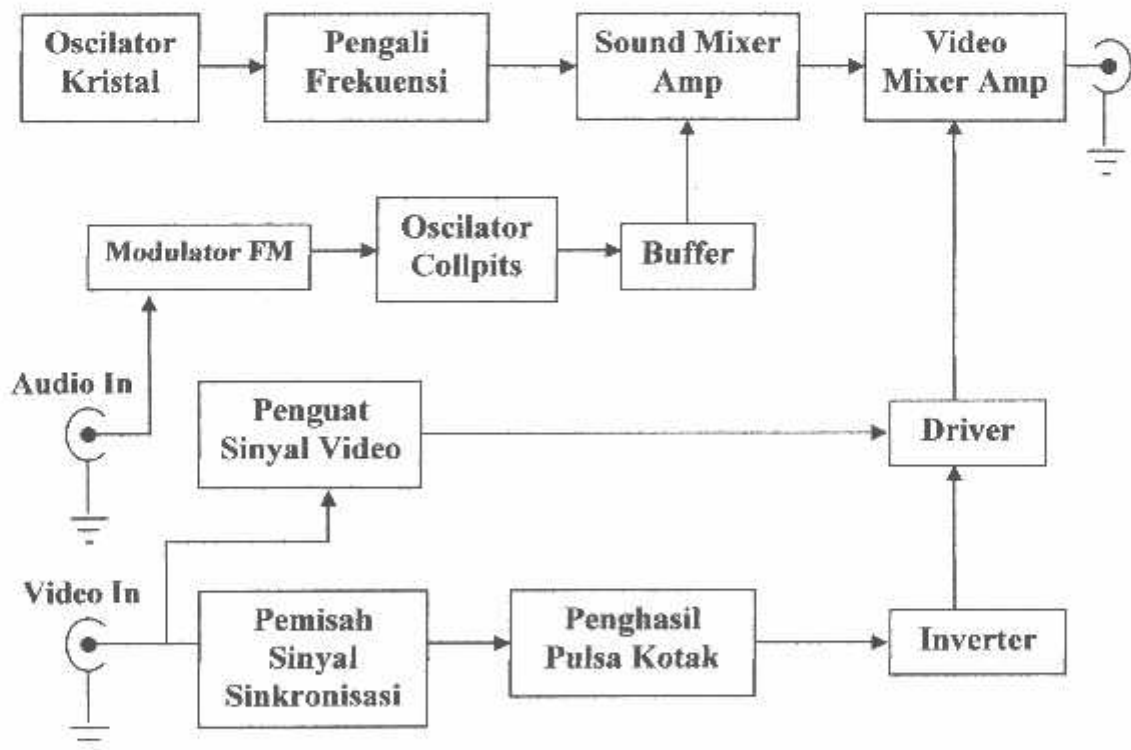 Oscilator
Kristal
Pengali
Frekuensi
Sound Mixer
Amp
Video
Mixer Amp
Modulator FM
Oscilator
Collpits
Buffer
Audio In
Penguat
Sinyal Video
Driver
Video In
Pemisah
Sinyal
Sinkronisasi
Penghasil
Pulsa Kotak
Inverter